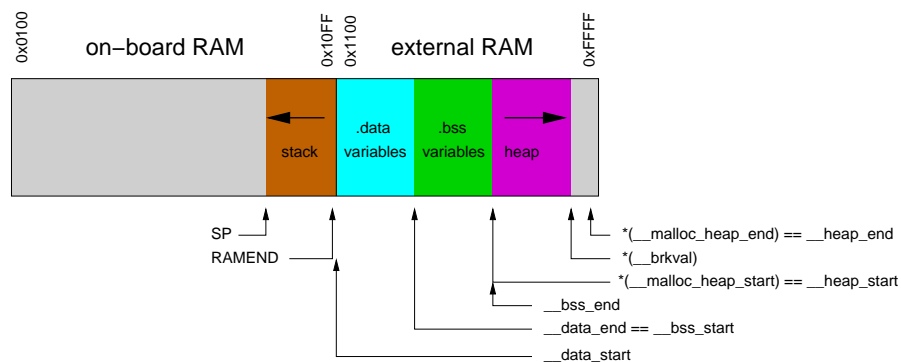 0x0100
on−board RAM
0x10FF
0x1100
external RAM
0xFFFF
stack
.data
variables
.bss
variables
heap
SP
RAMEND
*(__malloc_heap_end) == __heap_end
*(__brkval)
*(__malloc_heap_start) == __heap_start
__bss_end
__data_end == __bss_start
__data_start